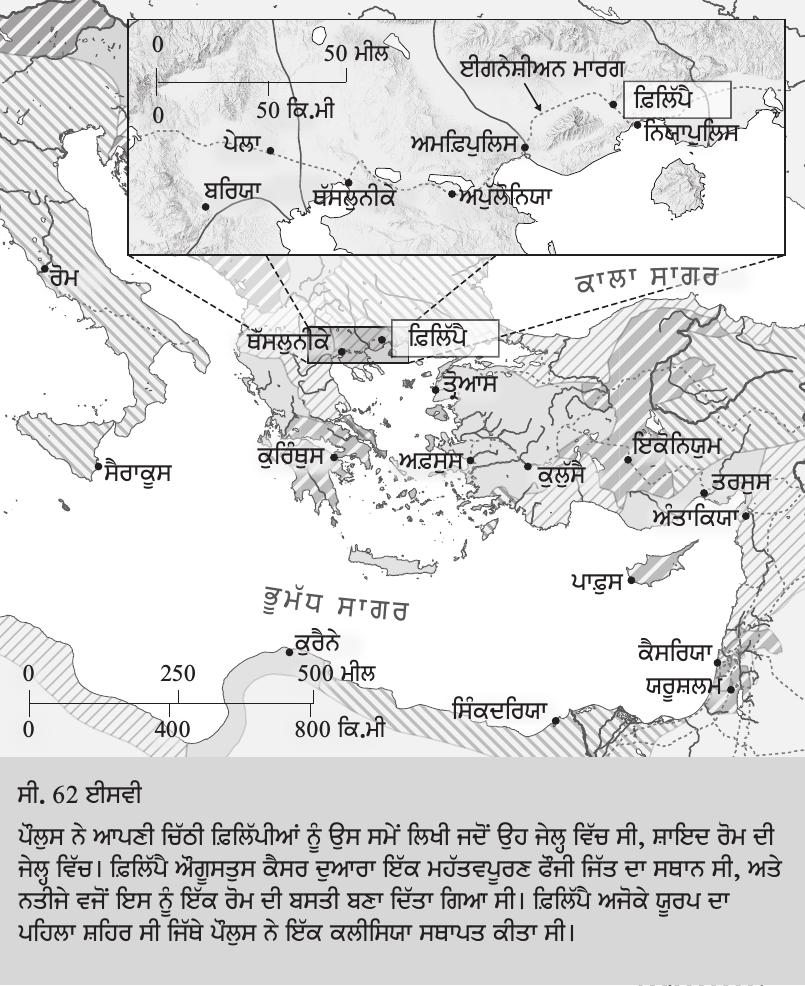 0
50 ਮੀਲ
0
50 ਕਿ.ਮੀ
ਈਗਨੇਸ਼ੀਅਨ ਮਾਰਗ
ਫ਼ਿਲਿੱਪੈ
ਨਿਯਾਪੁਲਿਸ
ਅਮਫ਼ਿਪੁਲਿਸ
ਪੇਲਾ
ਬਰਿਯਾ
ਥੱਸਲੁਨੀਕੇ
ਅਪੁੱਲੋਨਿਯਾ
ਰੋਮ
ਕਾਲਾ ਸਾਗਰ
ਥੱਸਲੁਨੀਕੇ
ਫ਼ਿਲਿੱਪੈ
ਤ੍ਰੋਆਸ
ਕੁਰਿੰਥੁਸ
ਅਫ਼ਸੁਸ
ਕੁਲੁੱਸੈ
ਇਕੋਨਿਯੁਮ
ਸੈਰਾਕੂਸ
ਤਰਸੁਸ
ਅੰਤਾਕਿਯਾ
ਪਾਫ਼ੁਸ
ਭੂਮੱਧ ਸਾਗਰ
ਕੁਰੈਨੇ
ਕੈਸਰਿਯਾ
ਯਰੂਸ਼ਲਮ
0 250 500 ਮੀਲ
0 400 800 ਕਿ.ਮੀ
ਸਿਕੰਦਰਿਯਾ
ਸੀ. 62 ਈਸਵੀ
ਪੌਲੁਸ ਨੇ ਆਪਣੀ ਚਿੱਠੀ ਫ਼ਿਲਿੱਪੀਆਂ ਨੂੰ ਉਸ ਸਮੇਂ ਲਿਖੀ ਜਦੋਂ ਉਹ ਜੇਲ੍ਹ ਵਿੱਚ ਸੀ, ਸ਼ਾਇਦ ਰੋਮ ਦੀ
ਜੇਲ੍ਹ ਵਿੱਚ। ਫ਼ਿਲਿੱਪੈ ਔਗੂਸਤੁਸ ਕੈਸਰ ਦੁਆਰਾ ਇੱਕ ਮਹੱਤਵਪੂਰਣ ਫੌਜੀ ਜਿੱਤ ਦਾ ਸਥਾਨ ਸੀ, ਅਤੇ
ਨਤੀਜੇ ਵਜੋਂ ਇਸ ਨੂੰ ਇੱਕ ਰੋਮ ਦੀ ਬਸਤੀ ਬਣਾ ਦਿੱਤਾ ਗਿਆ ਸੀ। ਫ਼ਿਲਿੱਪੈ ਅਜੋਕੇ ਯੂਰਪ ਦਾ
ਪਹਿਲਾ ਸ਼ਹਿਰ ਸੀ ਜਿੱਥੇ ਪੌਲੁਸ ਨੇ ਇੱਕ ਕਲੀਸਿਯਾ ਸਥਾਪਤ ਕੀਤਾ ਸੀ।